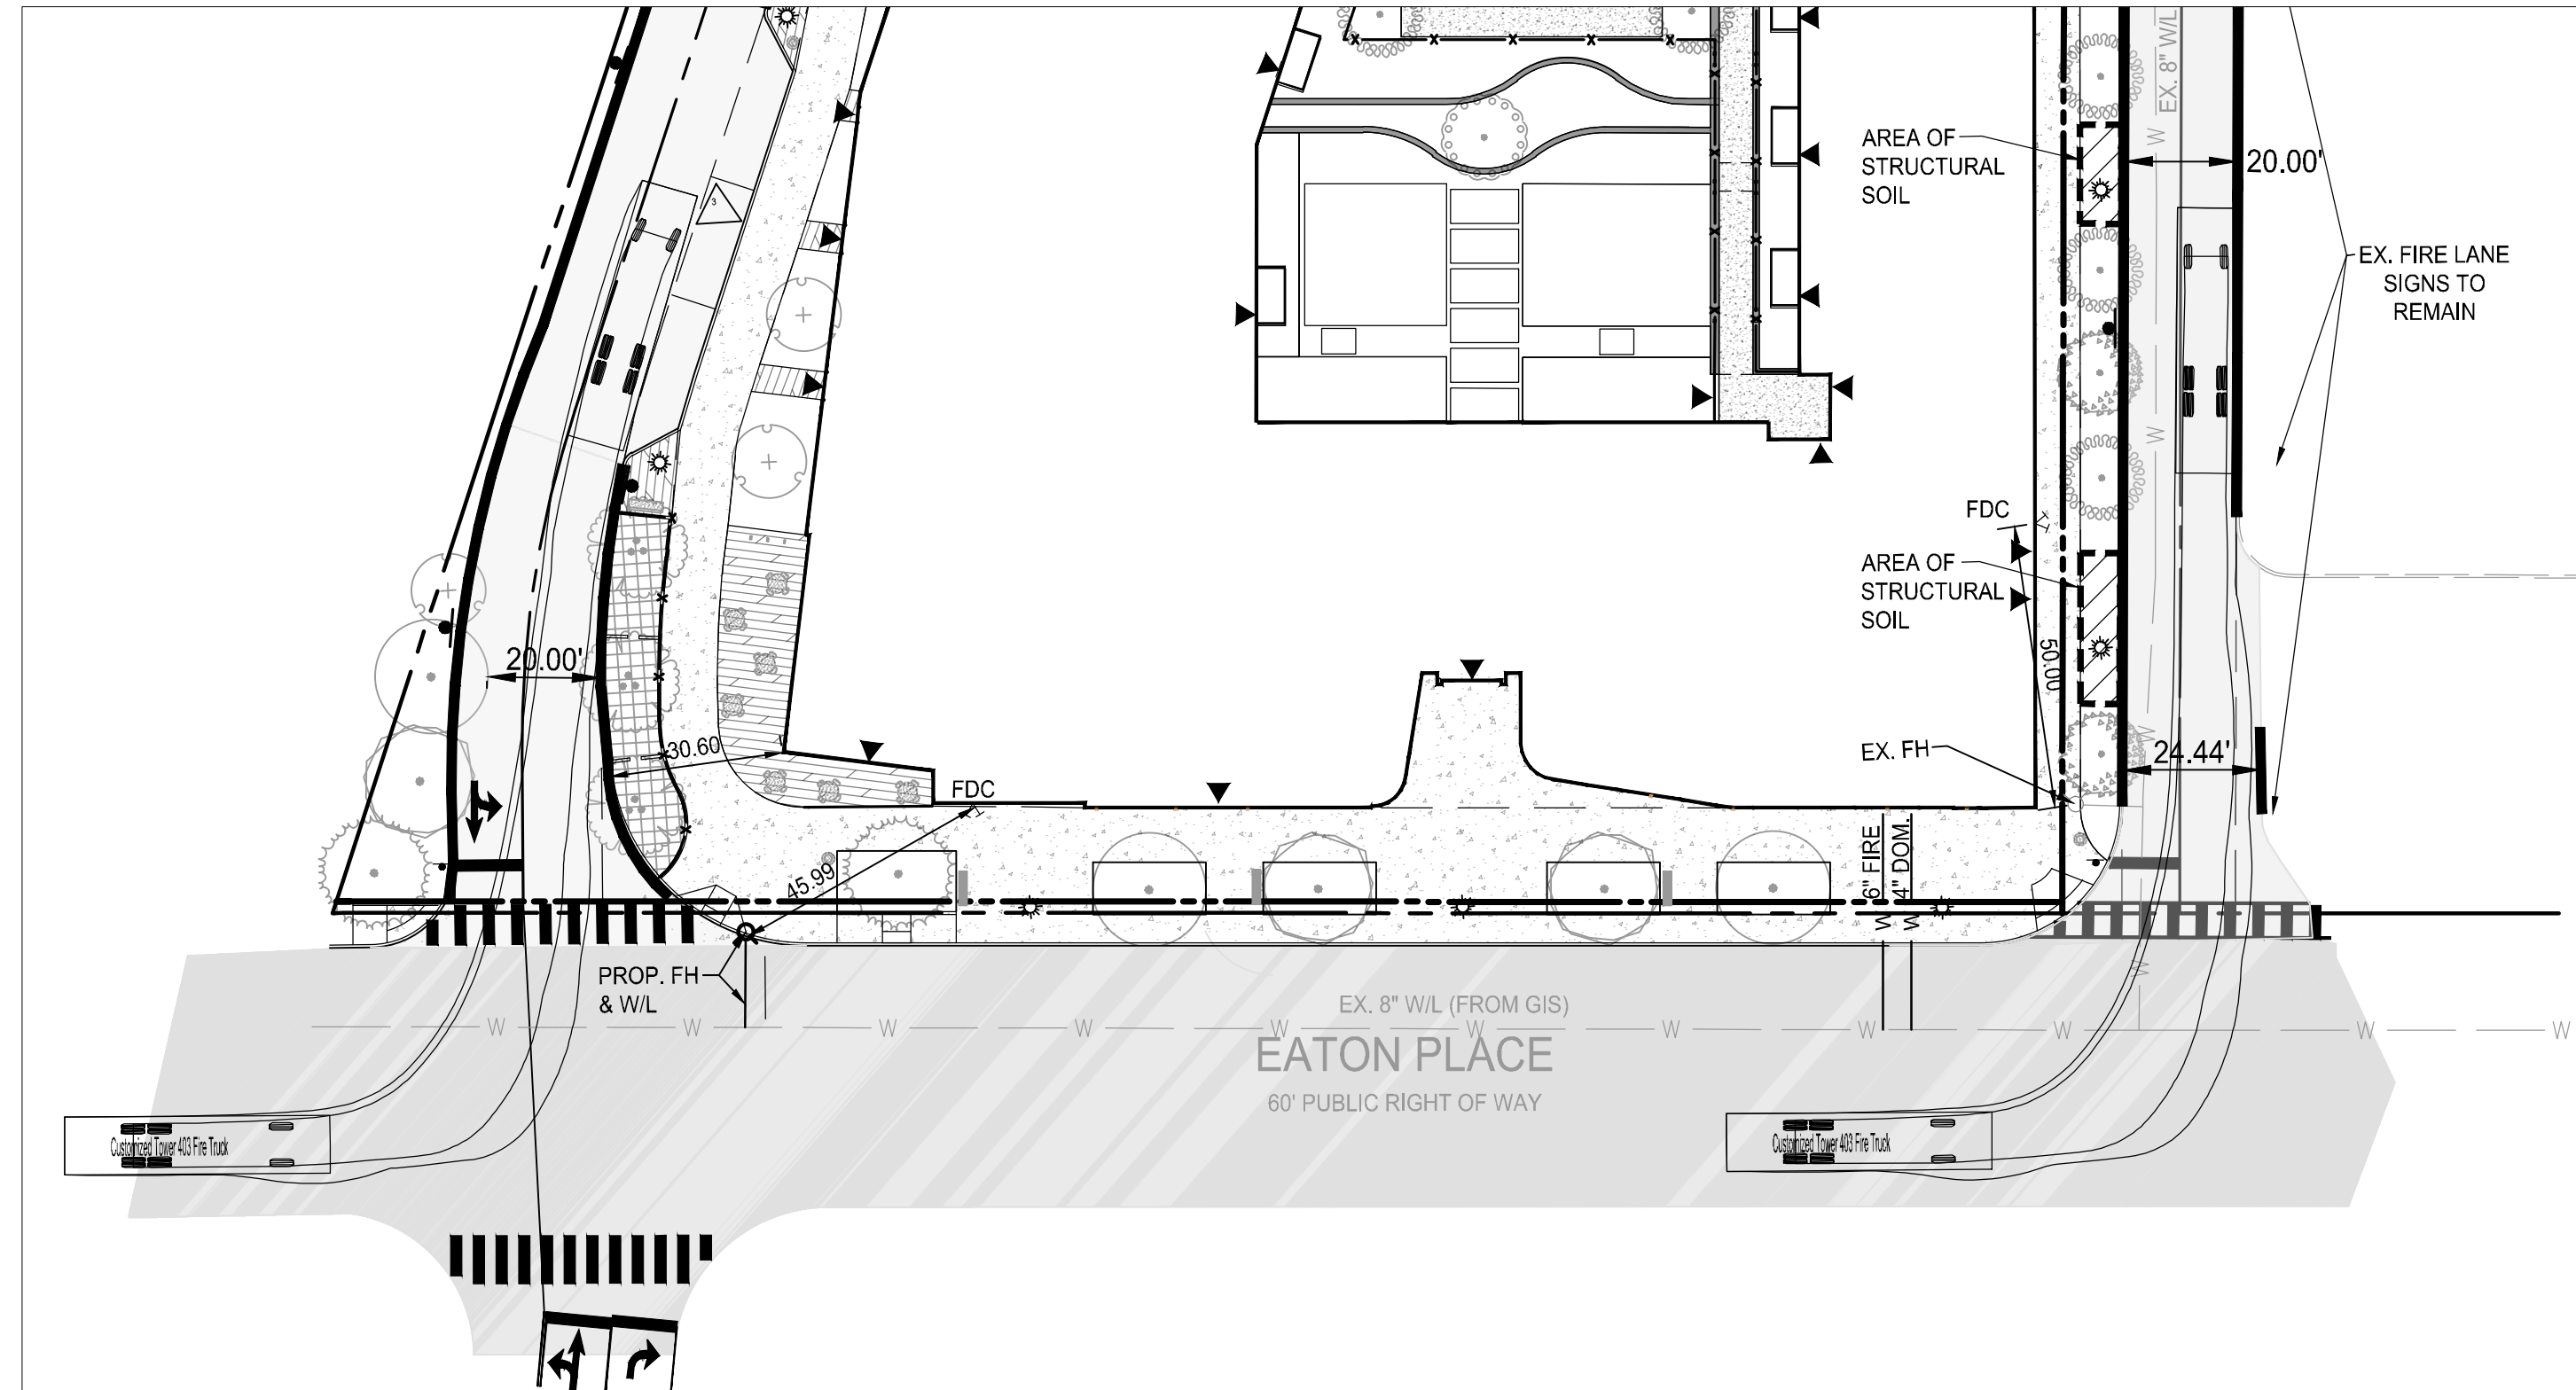 EX. 8" W/L
AREA OF
STRUCTURAL
SOIL
20.00'
3
EX. FIRE LANE
SIGNS TO
REMAIN
FDC
AREA OF
STRUCTURAL
SOIL
50.00
20.00'
30.60
FDC
EX. FH
24.44'
45.99
6" FIRE
4" DOM.
W
W
PROP. FH
& W/L
EX. 8" W/L (FROM GIS)
W W W W W W W W W W W
EATON PLACE
60' PUBLIC RIGHT OF WAY
Customized Tower 403 Fire Truck
Customized Tower 403 Fire Truck
W
W
W
W